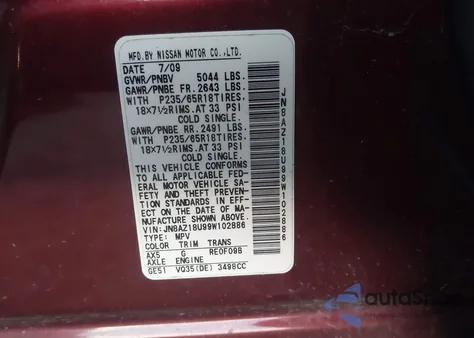 MFD.BY NISSAN MOTOR CO.,LTD.
DATE 7/09
GVWR/PNBV 5044 LBS.
GAWR/PNBE FR.2643 LBS.
WITH P235/65R18TIRES.
18×7½RIMS.AT 33 PSI
COLD SINGLE.
GAWR/PNBE RR.2491 LBS.
WITH P235/65R18TIRES.
18×7½RIMS.AT 33 PSI
COLD SINGLE.
THIS VEHICLE CONFORMS
TO ALL APPLICABLE FED-
ERAL MOTOR VEHICLE SA-
FETY AND THEFT PREVEN-
TION STANDARDS IN EFF-
ECT ON THE DATE OF MA-
NUFACTURE SHOWN ABOVE.
VIN:JN8AZ18U99W102886
TYPE: MPV
COLOR TRIM TRANS
AX5 G RE0F09B
AXLE ENGINE
GE51 VQ35(DE) 3498CC
JN8AZ18U99W102886